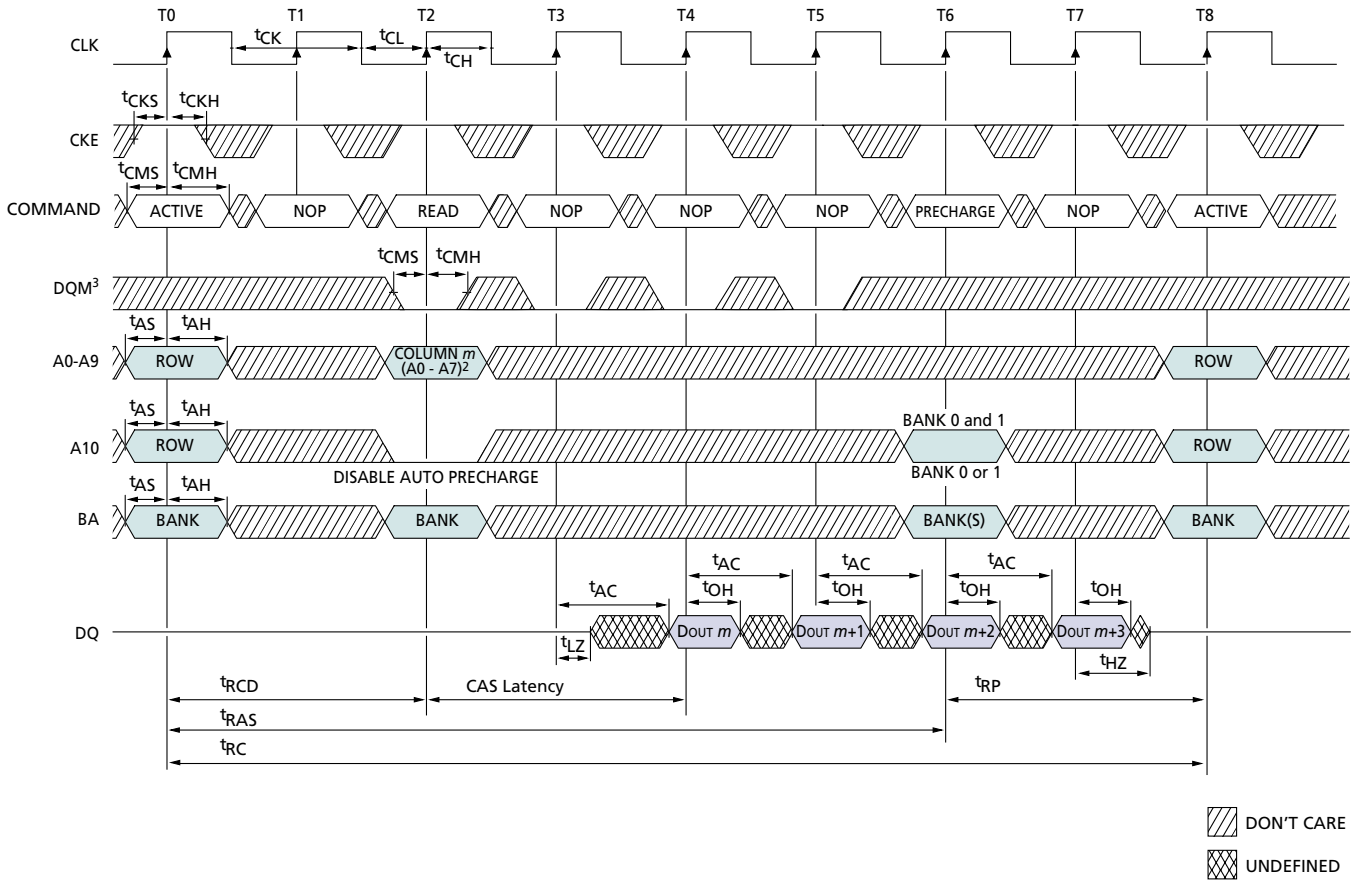 T0 T1 T2 T3 T4 T5 T6 T7 T8
CLK tCK tCL tCH
tCKS tCKH
CKE
tCMS tCMH
COMMAND ACTIVE NOP READ NOP NOP NOP PRECHARGE NOP ACTIVE
tCMS tCMH
DQM3
tAS tAH
A0-A9 ROW COLUMN m ROW
(A0 - A7)2
tAS tAH BANK 0 and 1
A10 ROW ROW
DISABLE AUTO PRECHARGE BANK 0 or 1
tAS tAH
BA BANK BANK BANK(S) BANK
tAC tAC tAC tAC
tOH tOH tOH tOH
DQ DOUT m DOUT m+1 DOUT m+2 DOUT m+3
tLZ tHZ
tRCD CAS Latency tRP
tRAS
tRC
DON'T CARE
UNDEFINED